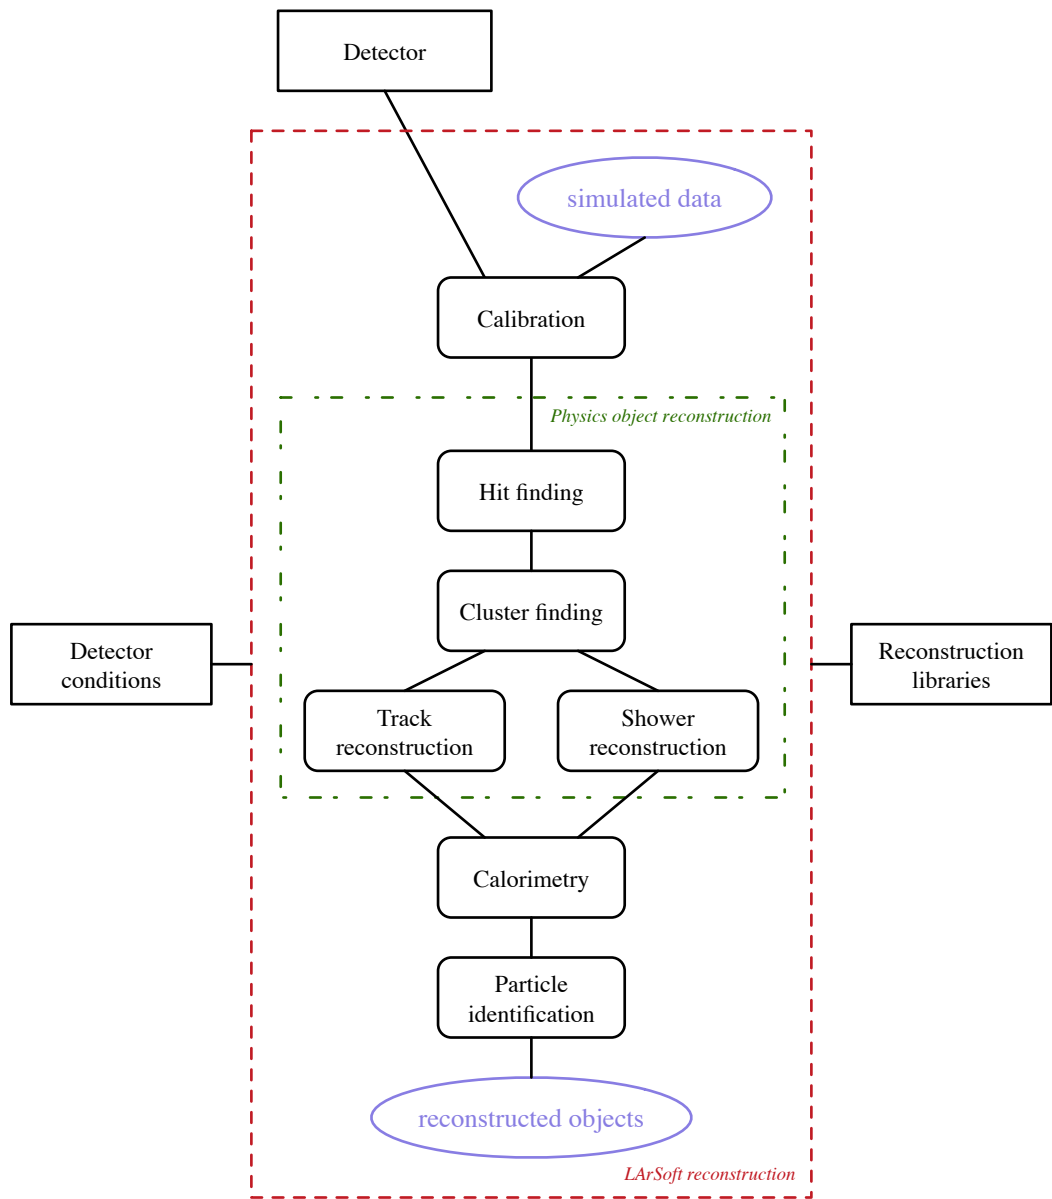 Detector
simulated data
Calibration
Physics object reconstruction
Hit finding
Cluster finding
Detector
conditions
Reconstruction
libraries
Track
reconstruction
Shower
reconstruction
Calorimetry
Particle
identification
reconstructed objects
LArSoft reconstruction